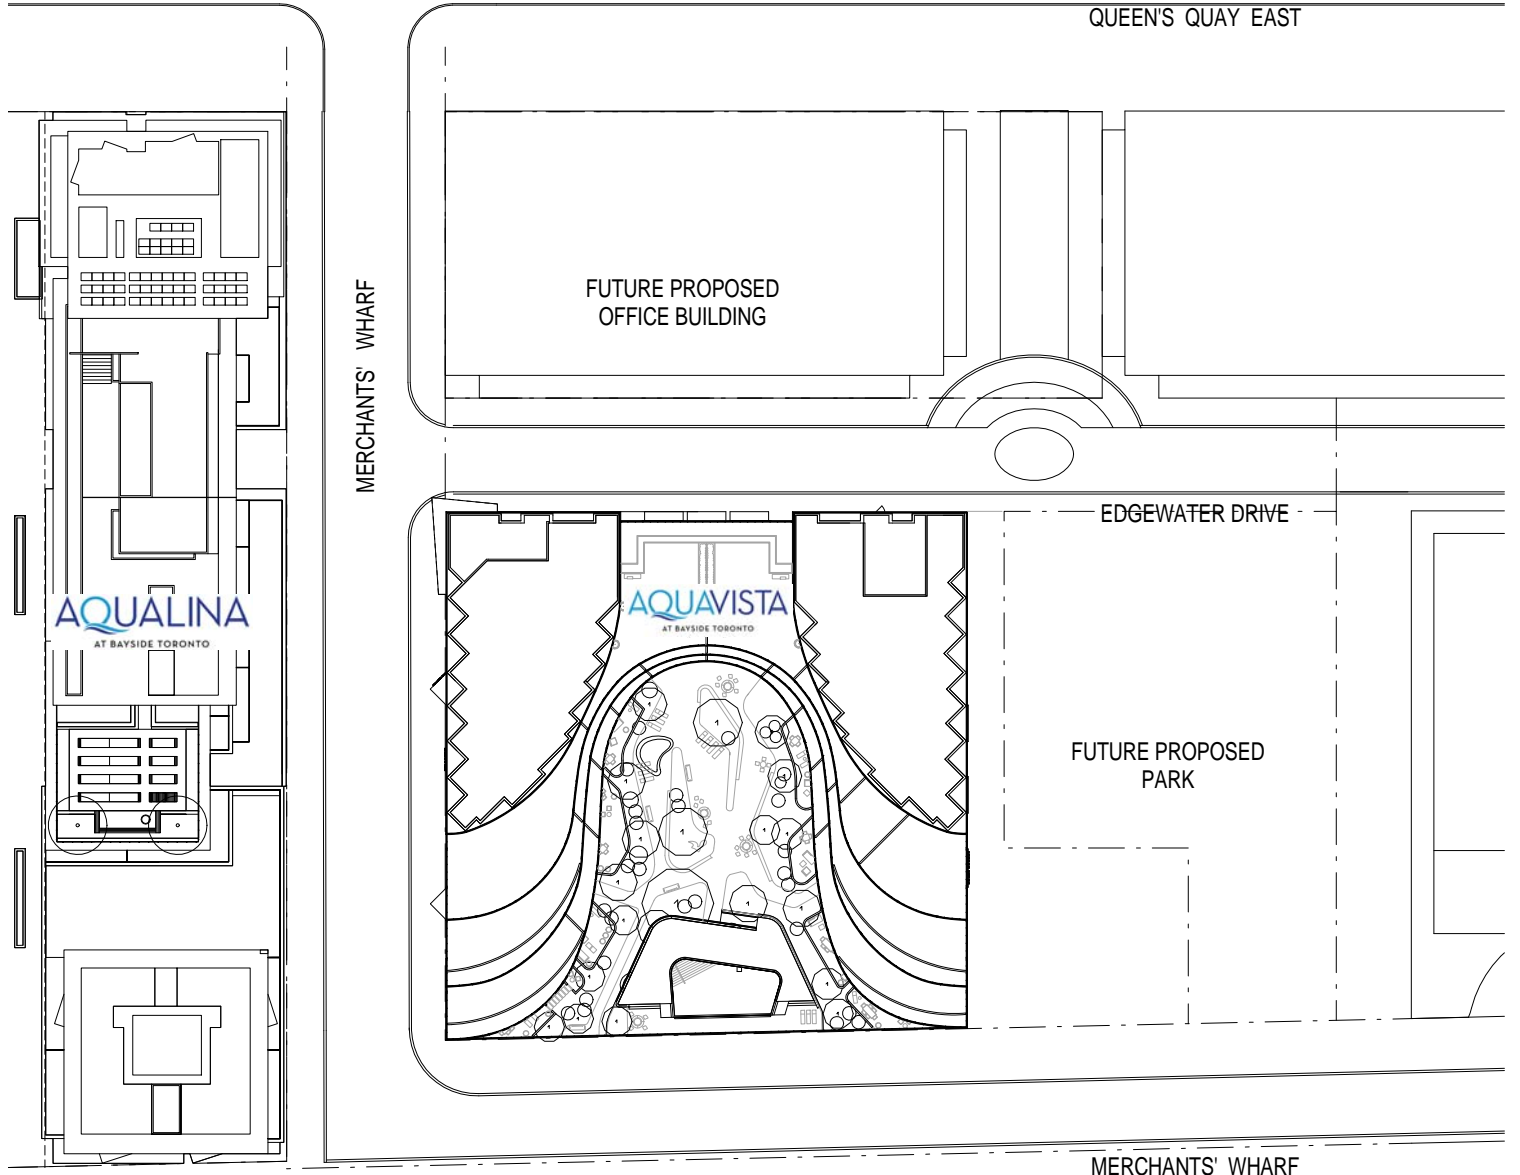 QUEEN'S QUAY EAST
FUTURE PROPOSED
OFFICE BUILDING
MERCHANTS' WHARF
EDGEWATER DRIVE
AQUALINA
AT BAYSIDE TORONTO
AQUAVISTA
AT BAYSIDE TORONTO
FUTURE PROPOSED
PARK
MERCHANTS' WHARF